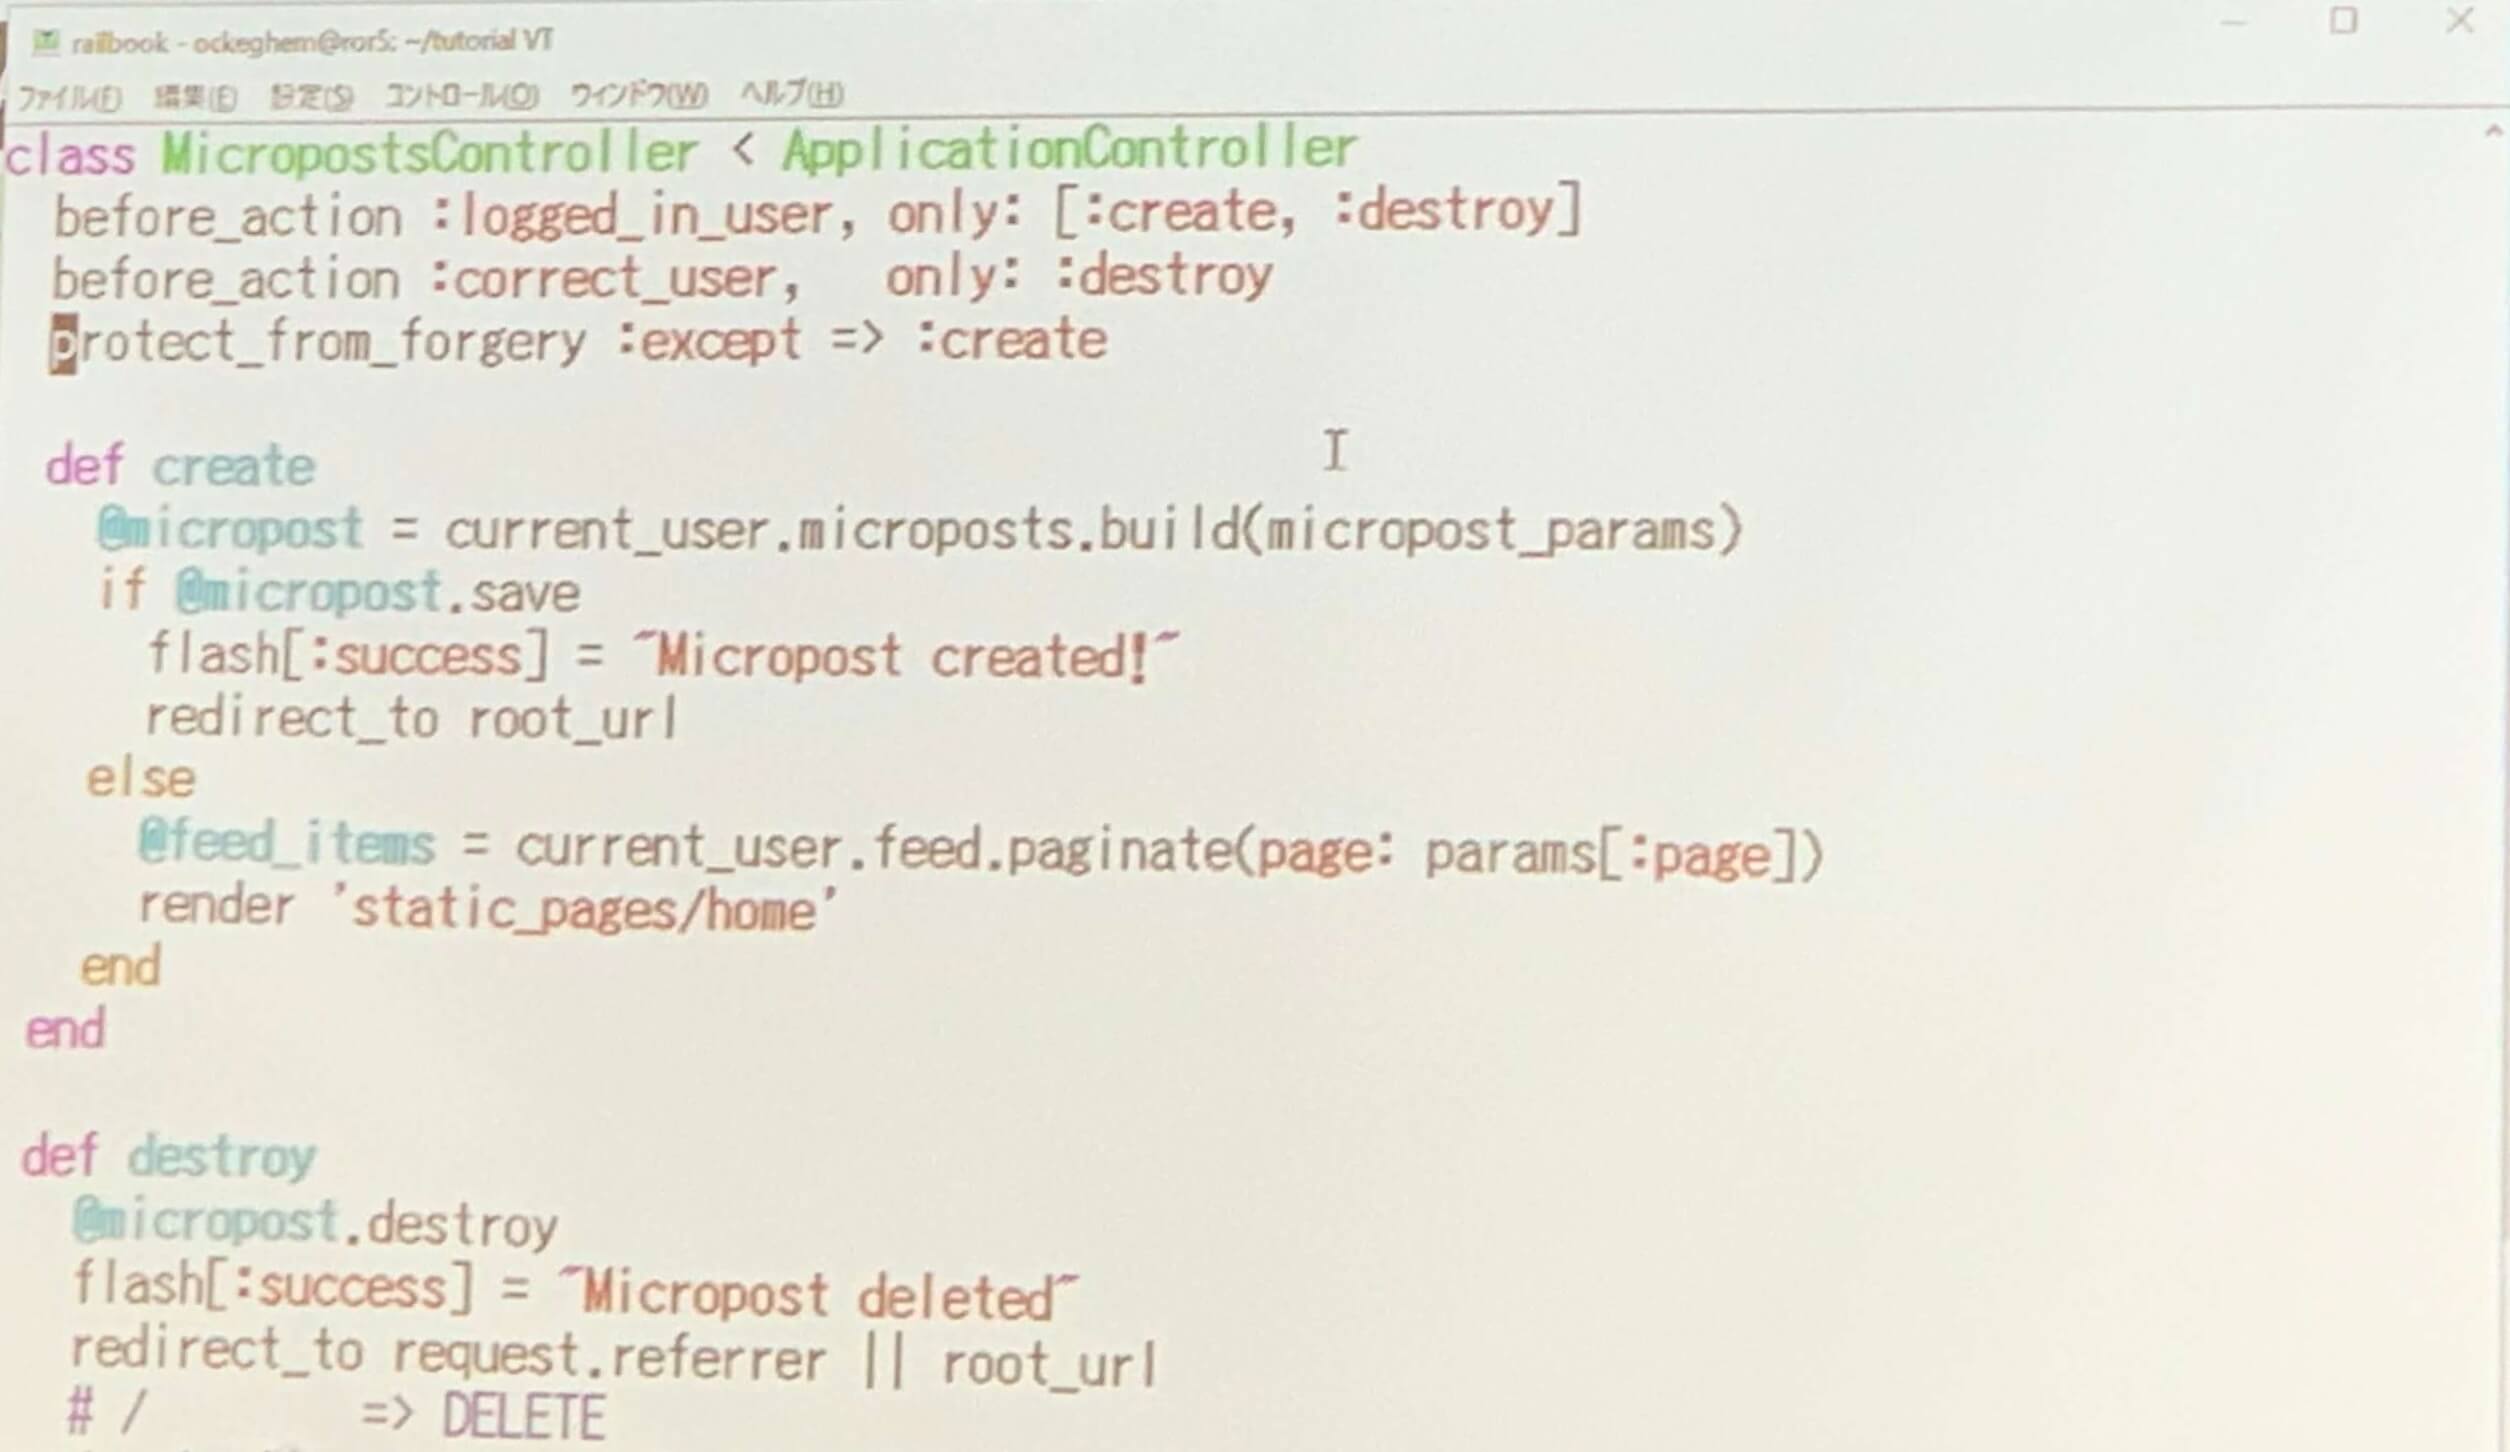 railbook - ockeghem@ror5: ~/tutorial VT
ファイル(F) 編集(E) 設定(S) コントロール(O) ウィンドウ(W) ヘルプ(H)
class MicropostsController < ApplicationController
  before_action :logged_in_user, only: [:create, :destroy]
  before_action :correct_user,   only: :destroy
  protect_from_forgery :except => :create

  def create
    @micropost = current_user.microposts.build(micropost_params)
    if @micropost.save
      flash[:success] = "Micropost created!"
      redirect_to root_url
    else
      @feed_items = current_user.feed.paginate(page: params[:page])
      render 'static_pages/home'
    end
  end

  def destroy
    @micropost.destroy
    flash[:success] = "Micropost deleted"
    redirect_to request.referrer || root_url
    # /         => DELETE